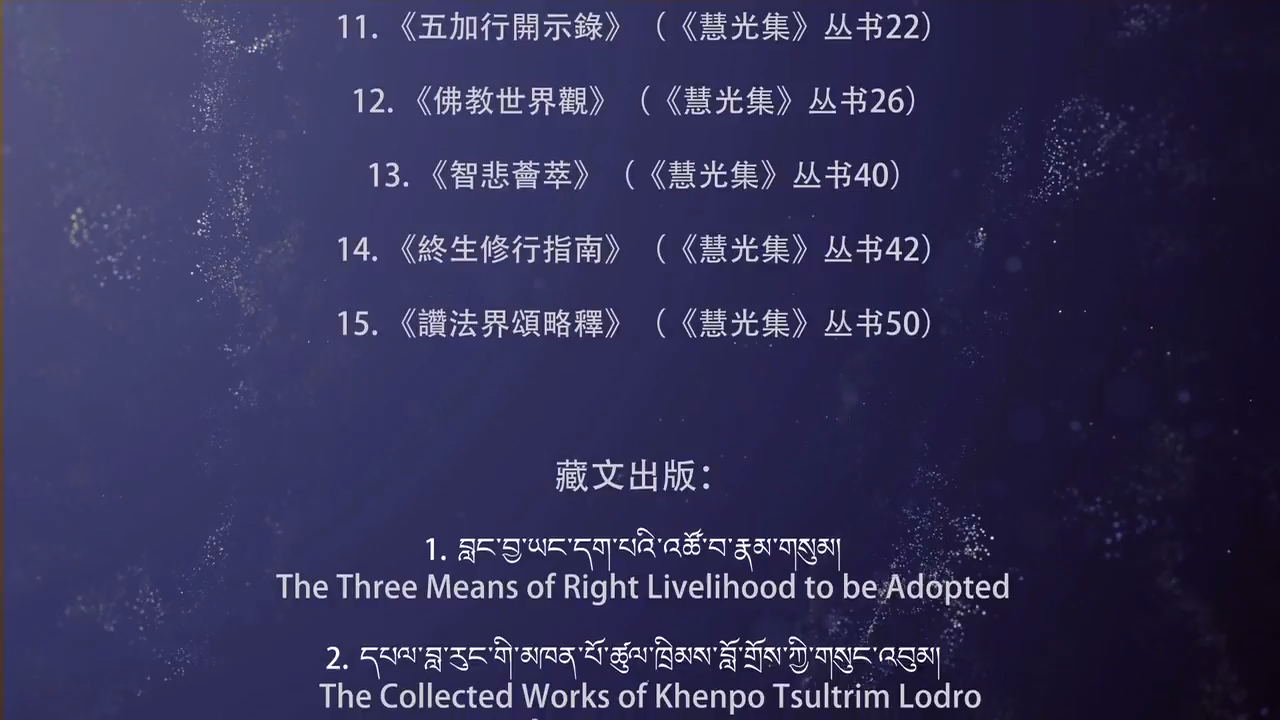 11. 《五加行開示錄》（《慧光集》丛书22）
12. 《佛教世界觀》（《慧光集》丛书26）
13. 《智悲薈萃》（《慧光集》丛书40）
14. 《終生修行指南》（《慧光集》丛书42）
15. 《讚法界頌略釋》（《慧光集》丛书50）
藏文出版：
1. བླང་བྱ་ཡང་དག་པའི་འཚོ་བ་རྣམ་གསུམ།
The Three Means of Right Livelihood to be Adopted
2. དཔལ་བླ་རུང་གི་མཁན་པོ་ཚུལ་ཁྲིམས་བློ་གྲོས་ཀྱི་གསུང་འབུམ།
The Collected Works of Khenpo Tsultrim Lodro